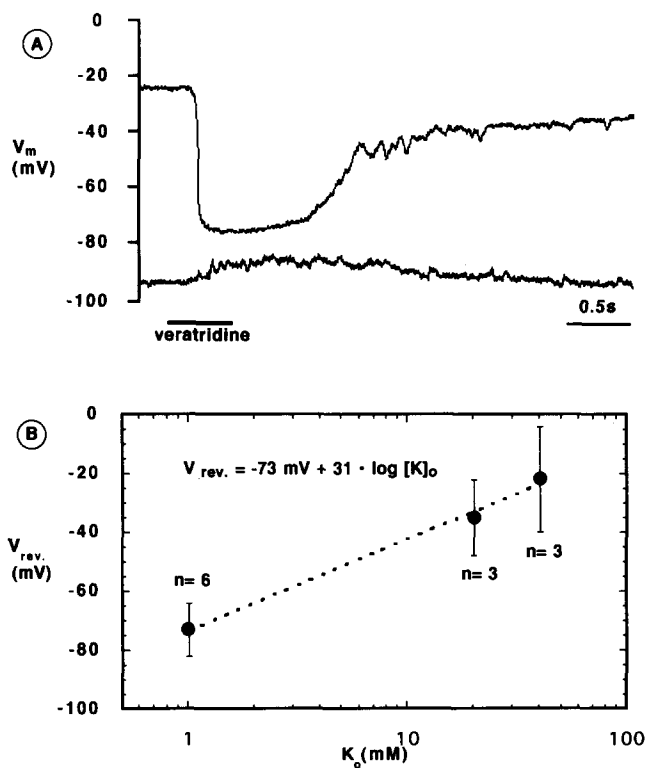 A
0
-20
-40
-60
-80
-100
Vm
(mV)
veratridine
0.5s
B
0
-20
-40
-60
-80
-100
Vrev.
(mV)
V rev. = -73 mV + 31 · log [K]o
n= 6
n= 3
n= 3
1
10
100
Ko(mM)